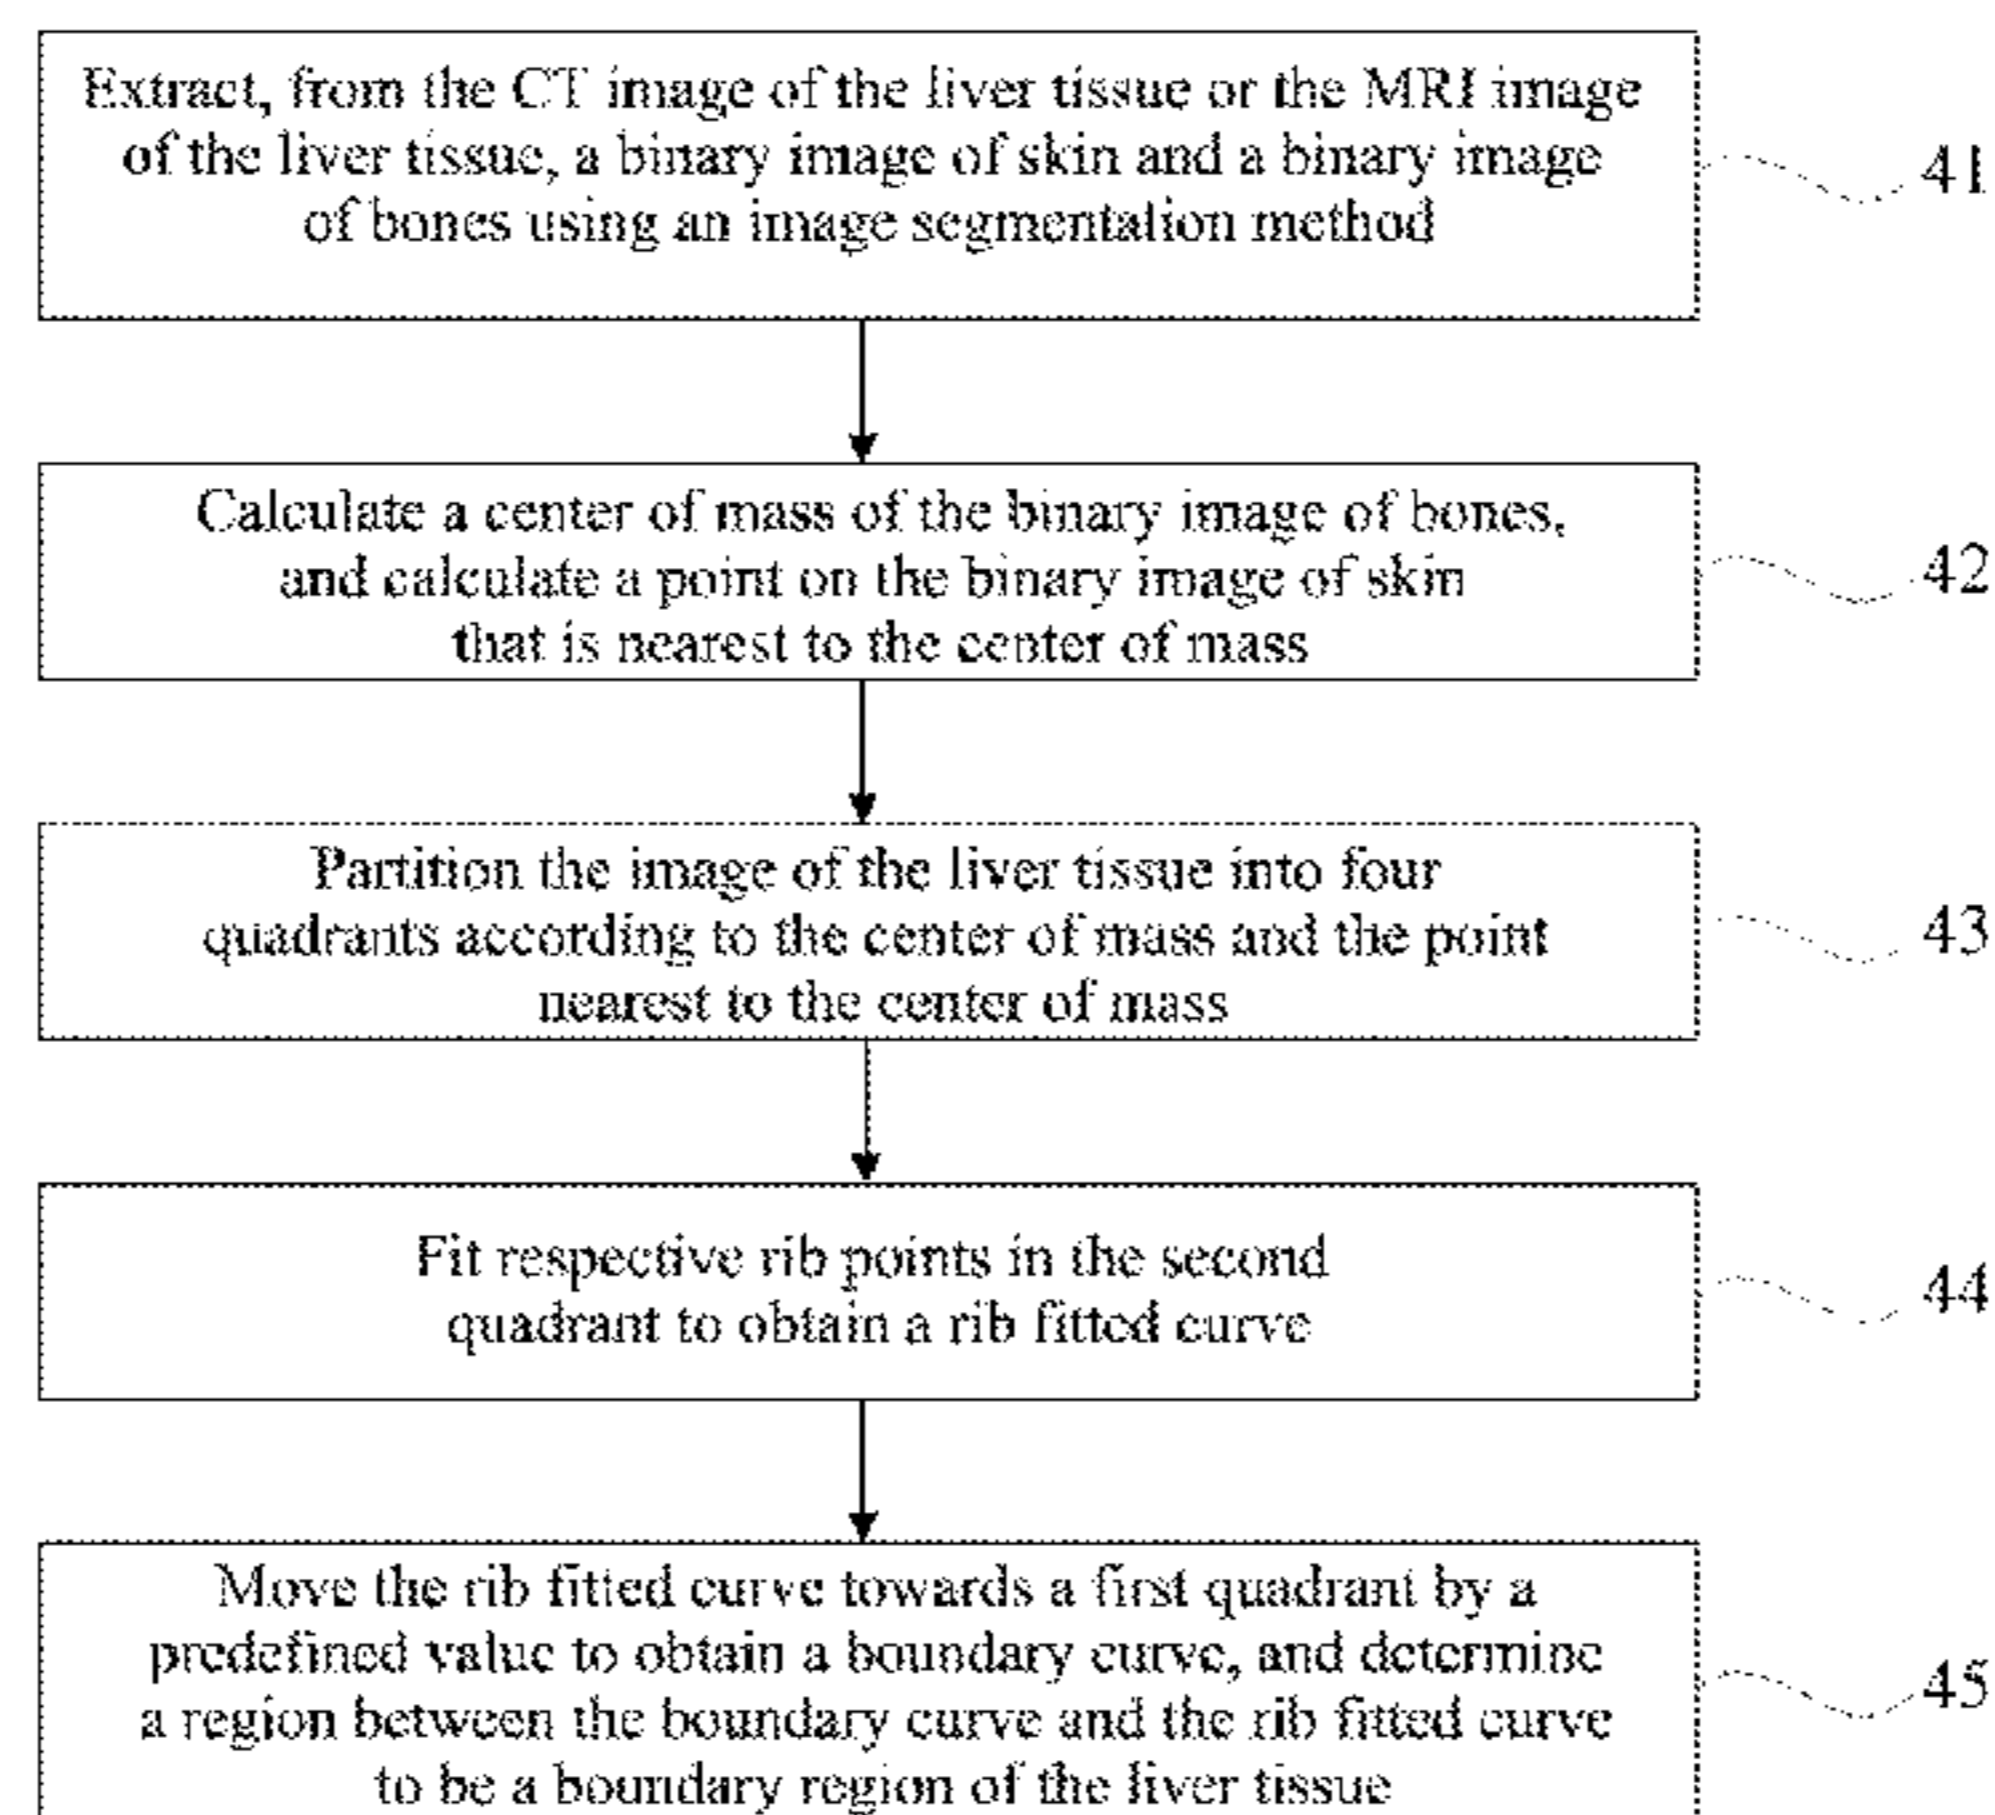 Extract, from the CT image of the liver tissue or the MRI image
of the liver tissue, a binary image of skin and a binary image
of bones using an image segmentation method
41
Calculate a center of mass of the binary image of bones,
and calculate a point on the binary image of skin
that is nearest to the center of mass
42
Partition the image of the liver tissue into four
quadrants according to the center of mass and the point
nearest to the center of mass
43
Fit respective rib points in the second
quadrant to obtain a rib fitted curve
44
Move the rib fitted curve towards a first quadrant by a
predefined value to obtain a boundary curve, and determine
a region between the boundary curve and the rib fitted curve
to be a boundary region of the liver tissue
45